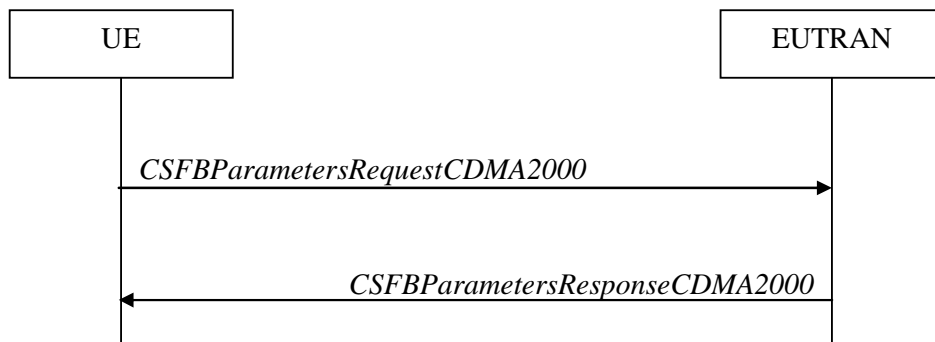 UE
EUTRAN
CSFBParametersRequestCDMA2000
CSFBParametersResponseCDMA2000